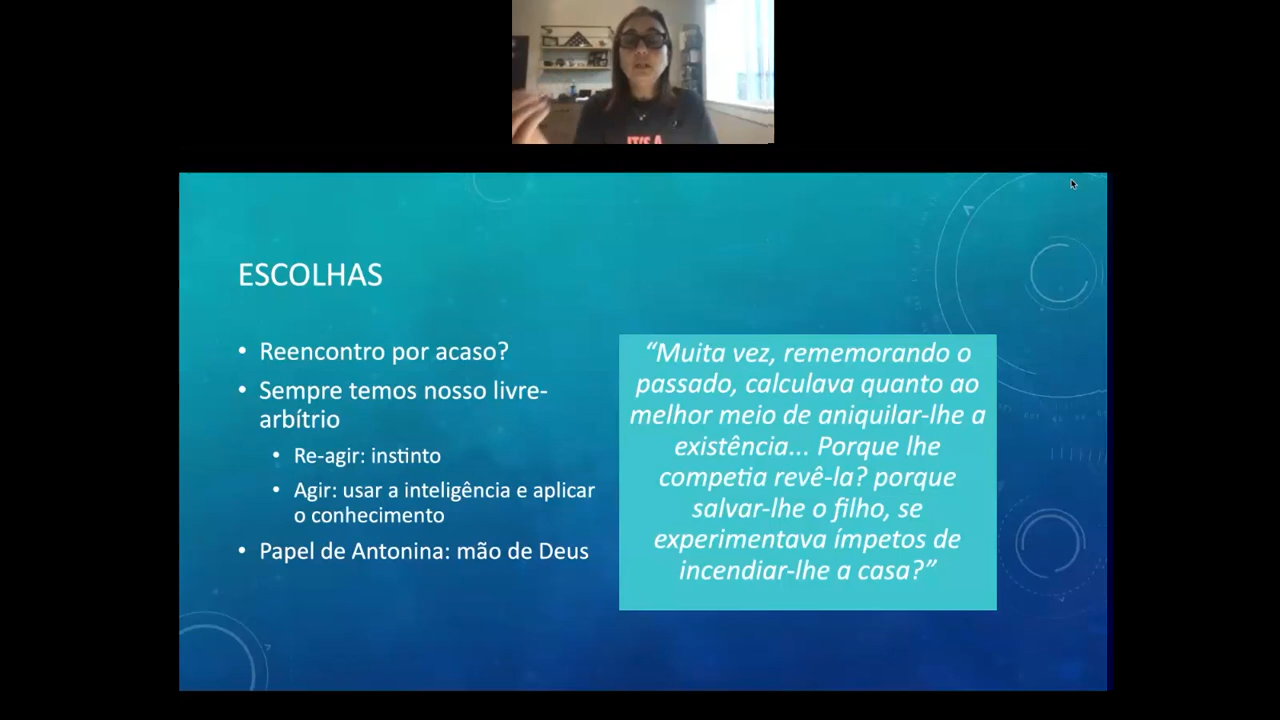 IT'S A
ESCOLHAS
• Reencontro por acaso?
• Sempre temos nosso livre-
arbítrio
• Re-agir: instinto
• Agir: usar a inteligência e aplicar
o conhecimento
• Papel de Antonina: mão de Deus
“Muita vez, rememorando o
passado, calculava quanto ao
melhor meio de aniquilar-lhe a
existência... Porque lhe
competia revê-la? porque
salvar-lhe o filho, se
experimentava ímpetos de
incendiar-lhe a casa?”